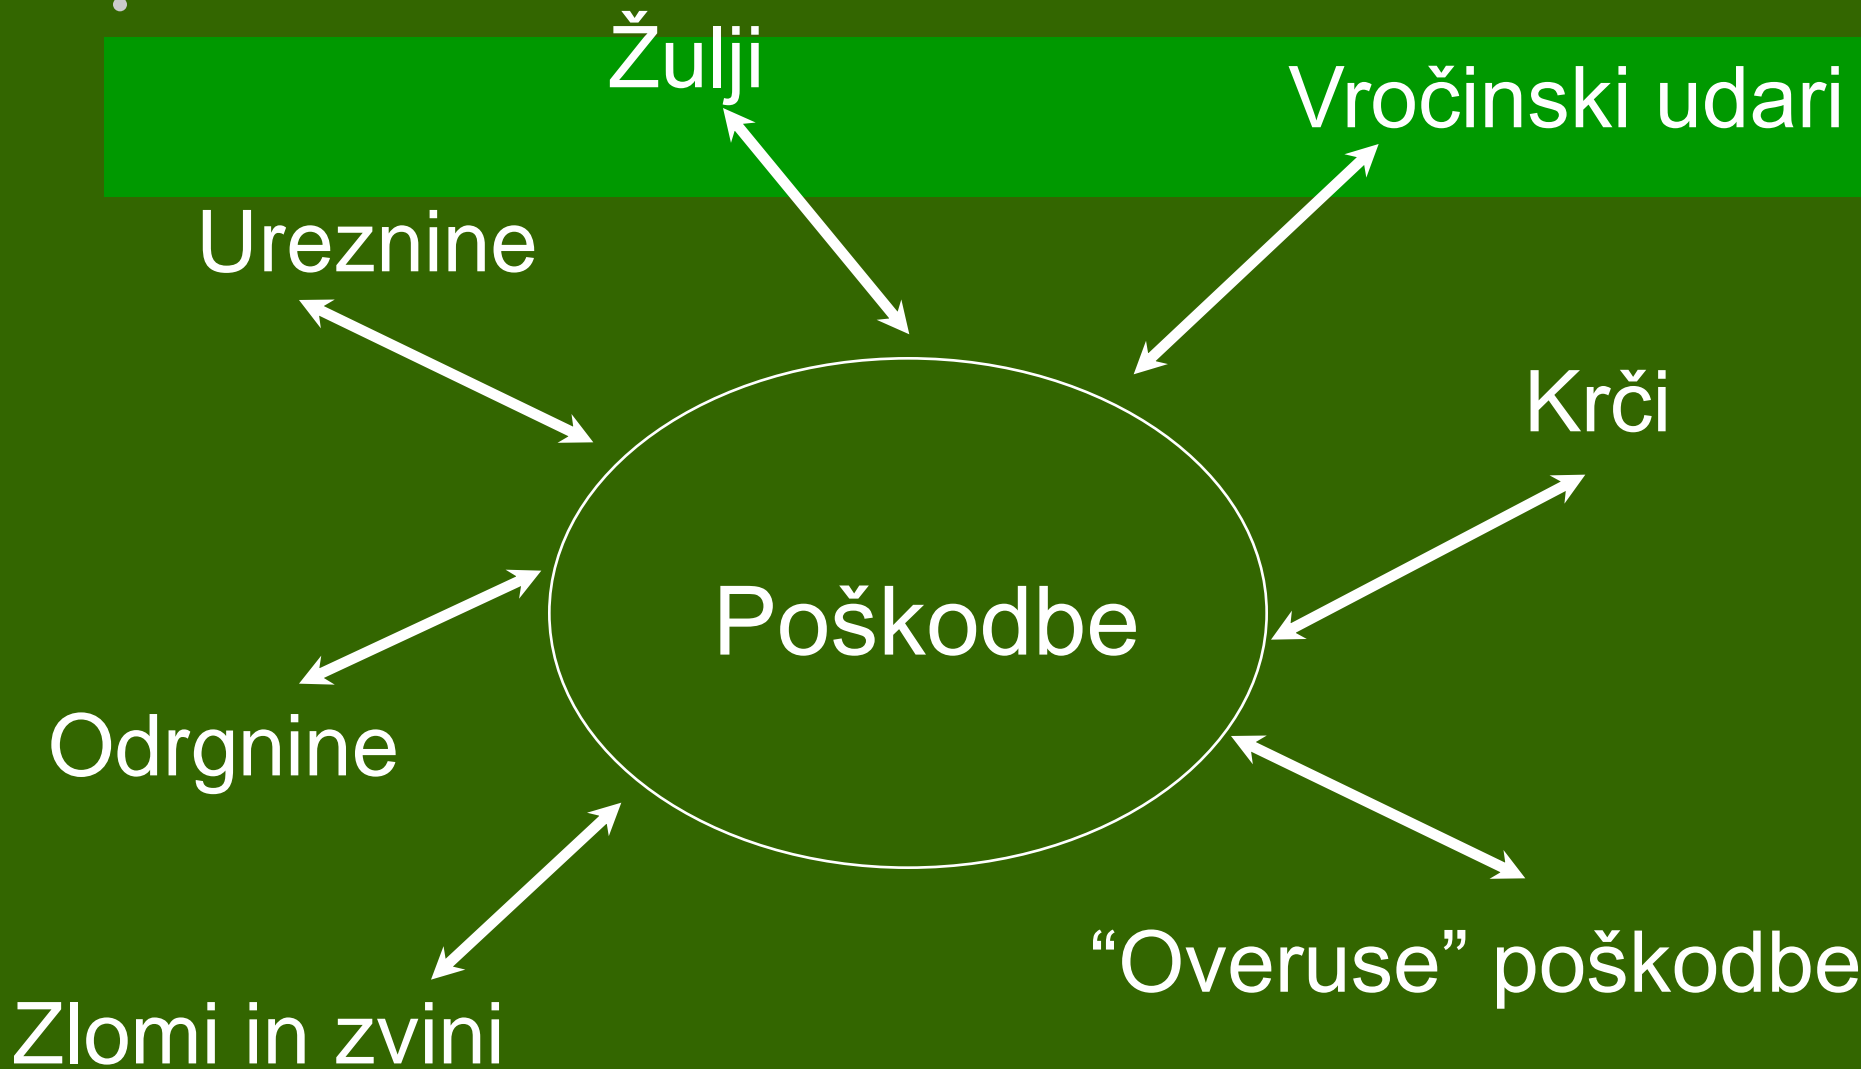 Žulji
Vročinski udari
Ureznine
Krči
Poškodbe
Odrgnine
“Overuse” poškodbe
Zlomi in zvini